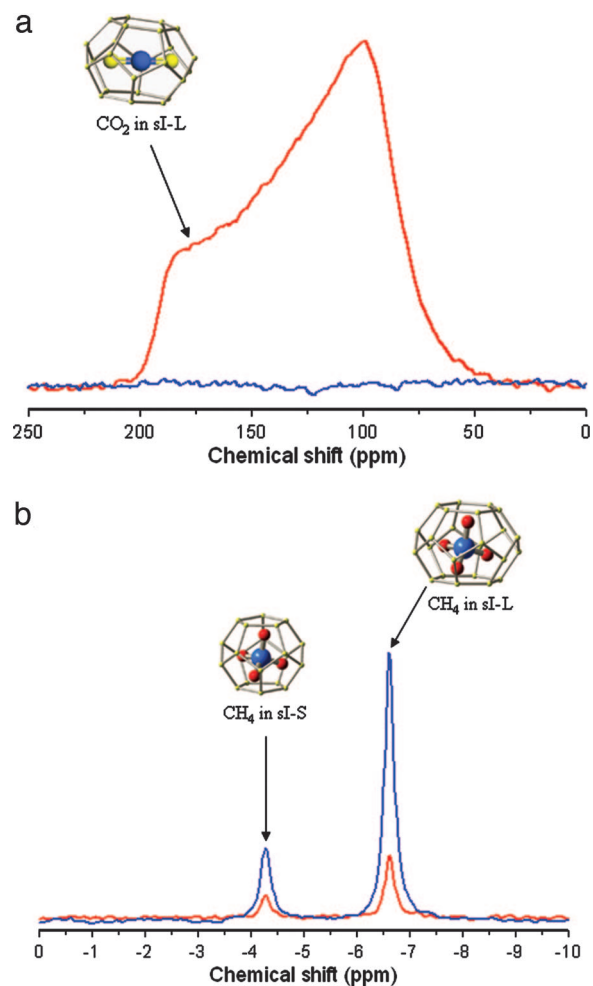 a
CO₂ in sI-L
250 200 150 100 50 0
Chemical shift (ppm)
b
CH₄ in sI-L
CH₄ in sI-S
0 -1 -2 -3 -4 -5 -6 -7 -8 -9 -10
Chemical shift (ppm)